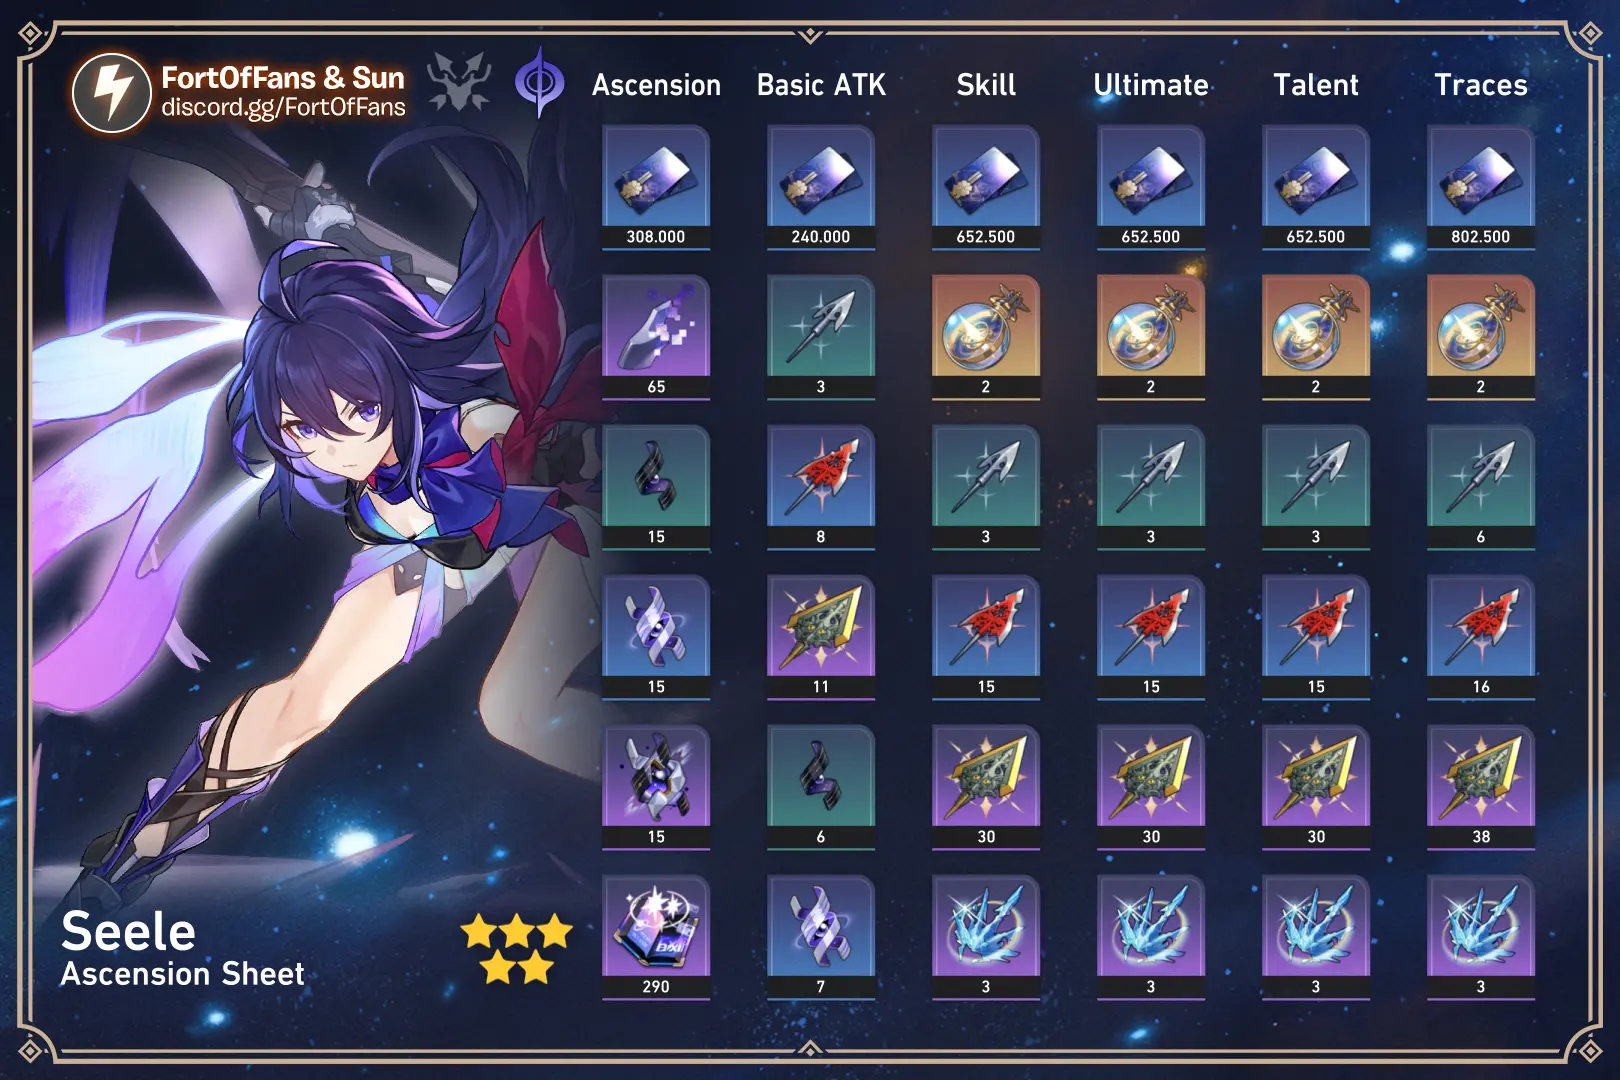 FortOfFans & Sun
discord.gg/FortOfFans
Ascension Basic ATK Skill Ultimate Talent Traces
308.000 240.000 652.500 652.500 652.500 802.500
65 3 2 2 2 2
15 8 3 3 3 6
15 11 15 15 15 16
15 6 30 30 30 38
290 7 3 3 3 3
Seele
Ascension Sheet